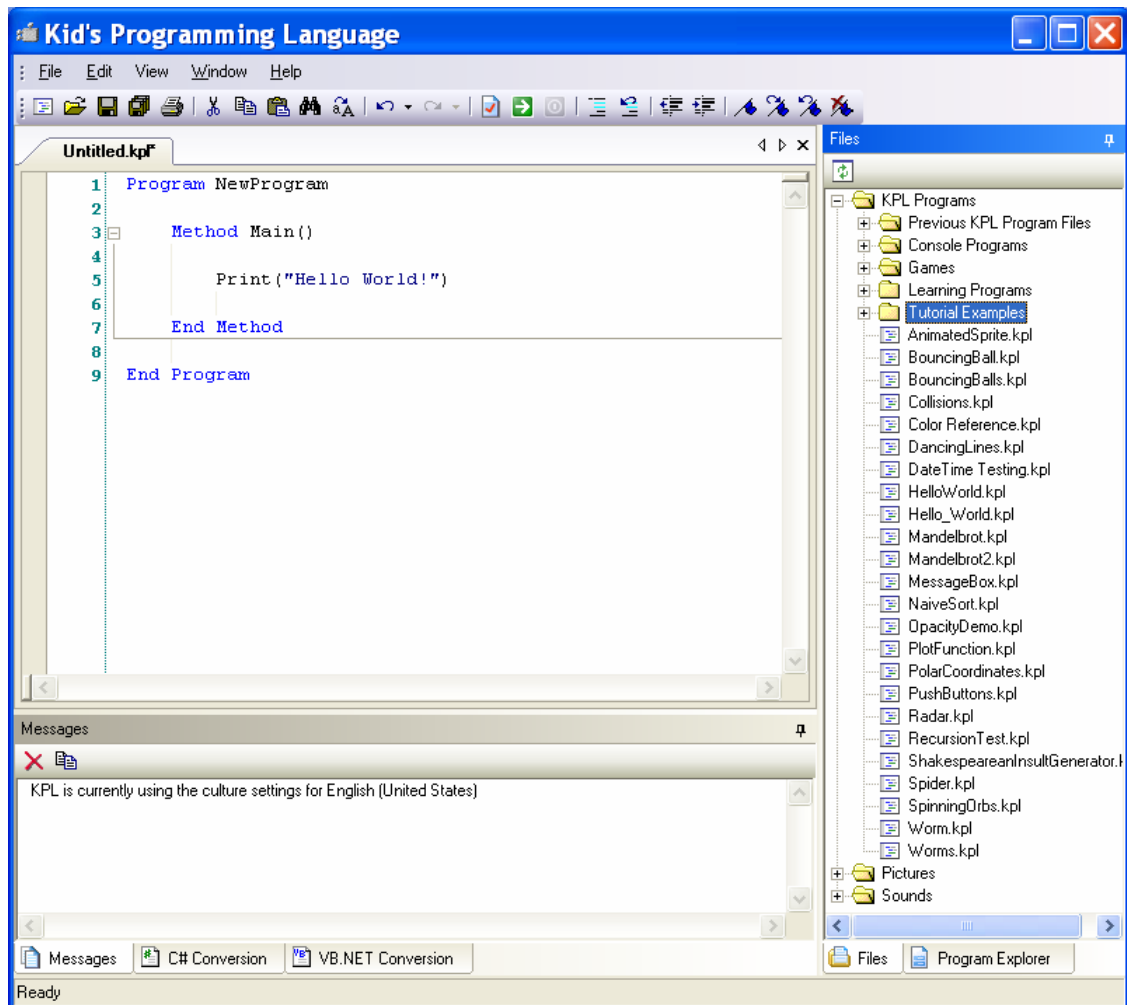 Kid's Programming Language
File Edit View Window Help
Untitled.kpl*
1 Program NewProgram
2
3 Method Main()
4
5 Print("Hello World!")
6
7 End Method
8
9 End Program
Messages
KPL is currently using the culture settings for English (United States)
Messages C# Conversion VB.NET Conversion
Files
KPL Programs
Previous KPL Program Files
Console Programs
Games
Learning Programs
Tutorial Examples
AnimatedSprite.kpl
BouncingBall.kpl
BouncingBalls.kpl
Collisions.kpl
Color Reference.kpl
DancingLines.kpl
DateTime Testing.kpl
HelloWorld.kpl
Hello_World.kpl
Mandelbrot.kpl
Mandelbrot2.kpl
MessageBox.kpl
NaiveSort.kpl
OpacityDemo.kpl
PlotFunction.kpl
PolarCoordinates.kpl
PushButtons.kpl
Radar.kpl
RecursionTest.kpl
ShakespeareanInsultGenerator.k
Spider.kpl
SpinningOrbs.kpl
Worm.kpl
Worms.kpl
Pictures
Sounds
Files Program Explorer
Ready